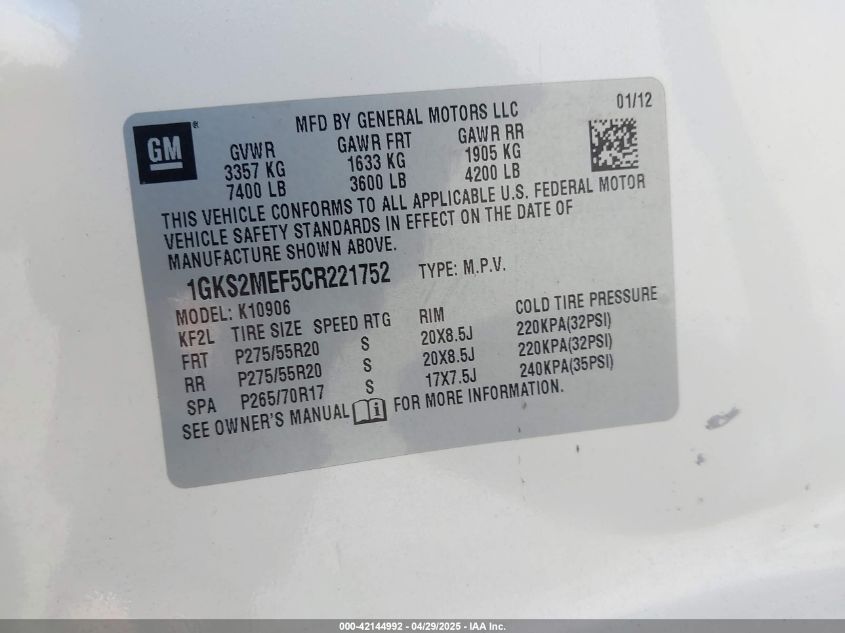 GM ®
MFD BY GENERAL MOTORS LLC
01/12
GVWR GAWR FRT GAWR RR
3357 KG 1633 KG 1905 KG
7400 LB 3600 LB 4200 LB
THIS VEHICLE CONFORMS TO ALL APPLICABLE U.S. FEDERAL MOTOR
VEHICLE SAFETY STANDARDS IN EFFECT ON THE DATE OF
MANUFACTURE SHOWN ABOVE.
1GKS2MEF5CR221752 TYPE: M.P.V.
MODEL: K10906
KF2L TIRE SIZE SPEED RTG RIM COLD TIRE PRESSURE
FRT P275/55R20 S 20X8.5J 220KPA(32PSI)
RR P275/55R20 S 20X8.5J 220KPA(32PSI)
SPA P265/70R17 S 17X7.5J 240KPA(35PSI)
SEE OWNER'S MANUAL FOR MORE INFORMATION.
000-42144992 - 04/29/2025 - IAA Inc.